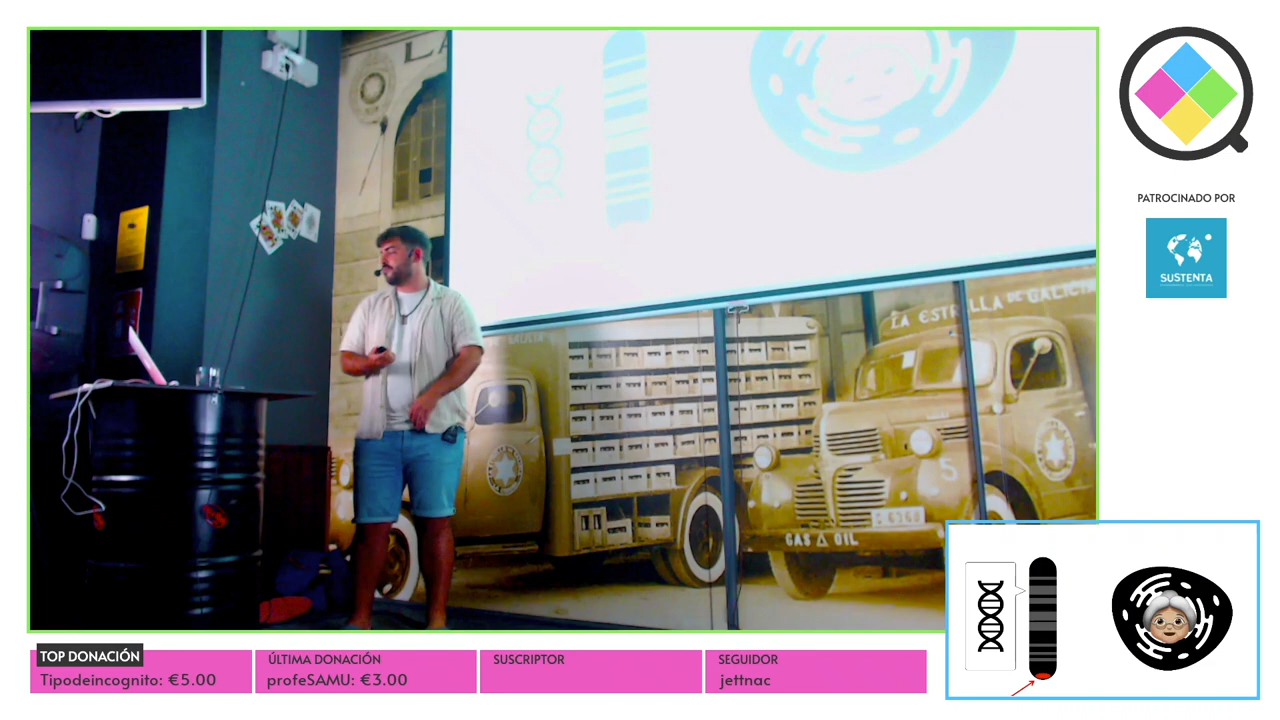 PATROCINADO POR
SUSTENTA
LA ESTRELLA DE GALICIA
5
GAS OIL
TOP DONACIÓN
Tipodeincognito: €5.00
ÚLTIMA DONACIÓN
profeSAMU: €3.00
SUSCRIPTOR
SEGUIDOR
jettnac